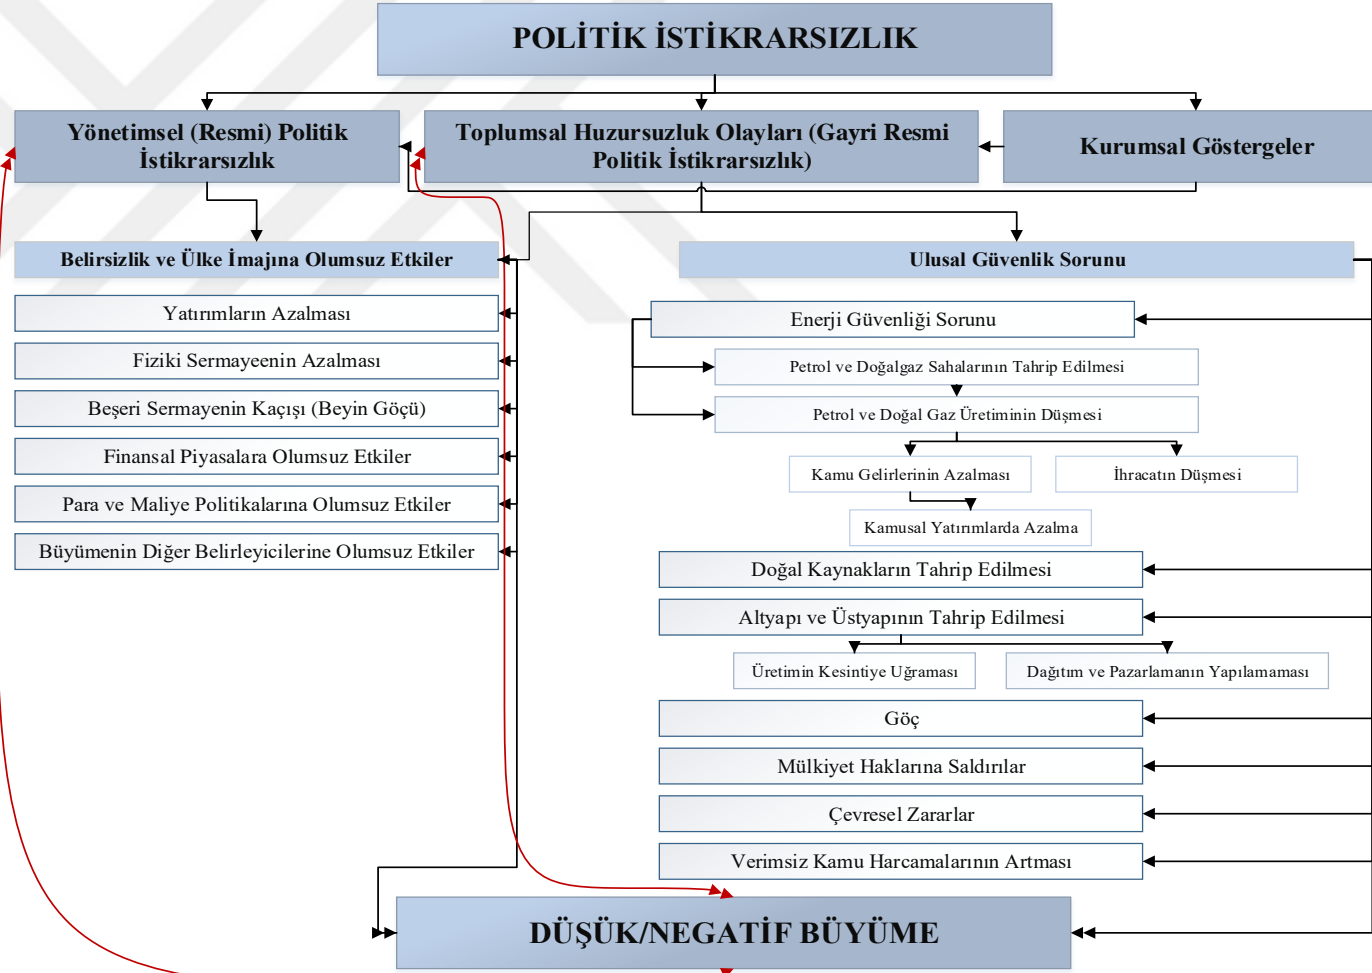 POLİTİK İSTİKRARSIZLIK
Yönetimsel (Resmi) Politik
İstikrarsızlık
Toplumsal Huzursuzluk Olayları (Gayri Resmi
Politik İstikrarsızlık)
Kurumsal Göstergeler
Belirsizlik ve Ülke İmajına Olumsuz Etkiler
Yatırımların Azalması
Fiziki Sermayeenin Azalması
Beşeri Sermayenin Kaçışı (Beyin Göçü)
Finansal Piyasalara Olumsuz Etkiler
Para ve Maliye Politikalarına Olumsuz Etkiler
Büyümenin Diğer Belirleyicilerine Olumsuz Etkiler
Ulusal Güvenlik Sorunu
Enerji Güvenliği Sorunu
Petrol ve Doğalgaz Sahalarının Tahrip Edilmesi
Petrol ve Doğal Gaz Üretiminin Düşmesi
Kamu Gelirlerinin Azalması
İhracatın Düşmesi
Kamusal Yatırımlarda Azalma
Doğal Kaynakların Tahrip Edilmesi
Altyapı ve Üstyapının Tahrip Edilmesi
Üretimin Kesintiye Uğraması
Dağıtım ve Pazarlamanın Yapılamaması
Göç
Mülkiyet Haklarına Saldırılar
Çevresel Zararlar
Verimsiz Kamu Harcamalarının Artması
DÜŞÜK/NEGATİF BÜYÜME